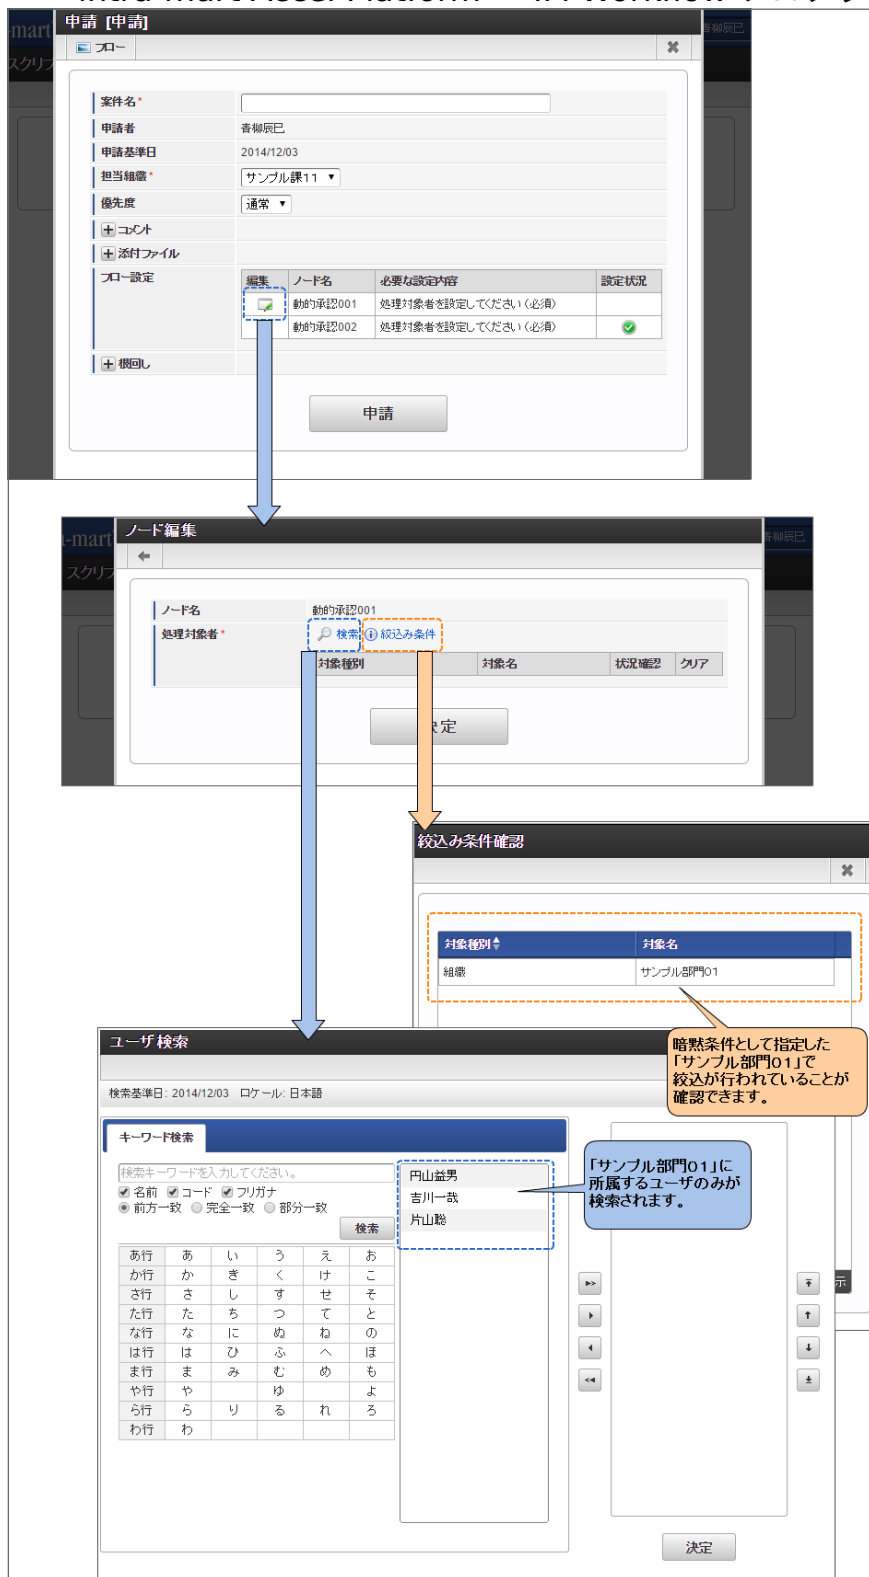 申請 [申請]
フロー
案件名*
申請者 青柳辰巳
申請基準日 2014/12/03
担当組織* サンプル課11
優先度 通常
コメント
添付ファイル
フロー設定
編集 ノード名 必要な設定内容 設定状況
動的承認001 処理対象者を設定してください（必須）
動的承認002 処理対象者を設定してください（必須）
根回し
申請
ノード編集
ノード名 動的承認001
処理対象者* 検索 絞込み条件
対象種別 対象名 状況確認 クリア
定
絞込み条件確認
対象種別 対象名
組織 サンプル部門01
暗黙条件として指定した
「サンプル部門01」で
絞込が行われていることが
確認できます。
ユーザ検索
検索基準日: 2014/12/03 ロケール: 日本語
キーワード検索
検索キーワードを入力してください。
名前 コード フリガナ
前方一致 完全一致 部分一致
検索
円山益男
吉川一哉
片山聡
「サンプル部門01」に
所属するユーザのみが
検索されます。
あ行 あ い う え お
か行 か き く け こ
さ行 さ し す せ そ
た行 た ち つ て と
な行 な に ぬ ね の
は行 は ひ ふ へ ほ
ま行 ま み む め も
や行 や ゆ よ
ら行 ら り る れ ろ
わ行 わ
示
決定